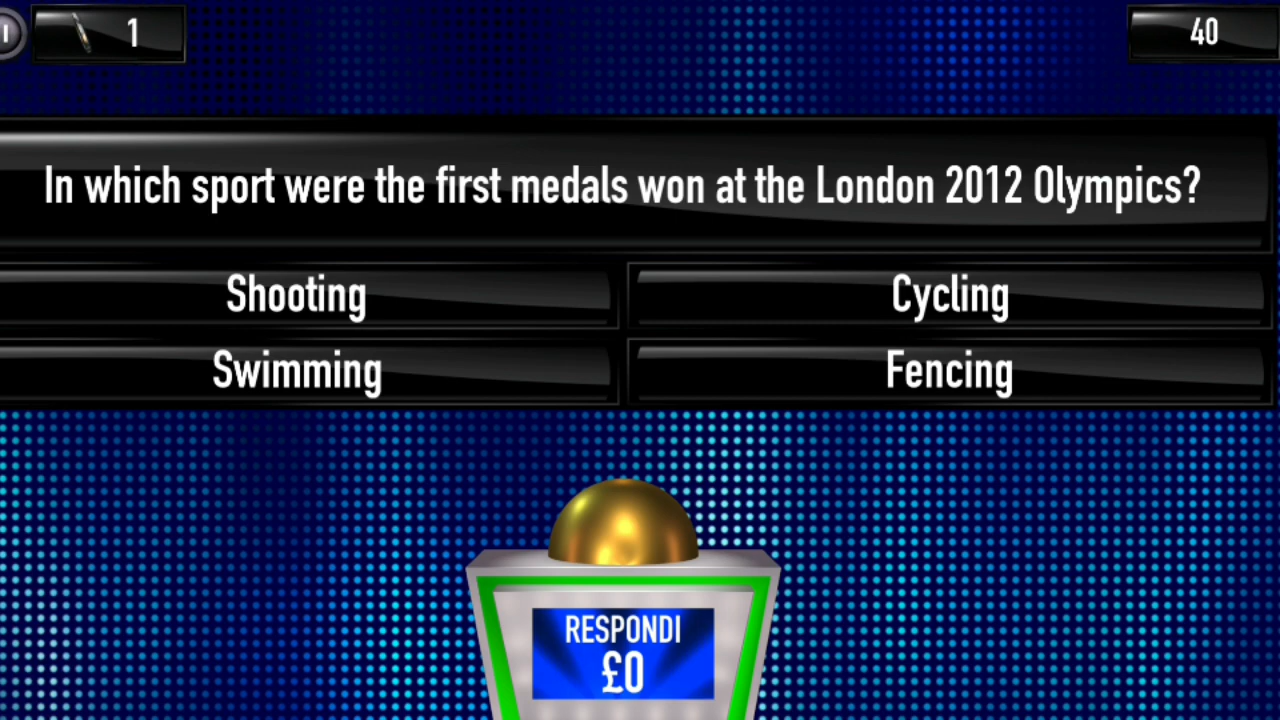 1
40
In which sport were the first medals won at the London 2012 Olympics?
Shooting
Cycling
Swimming
Fencing
RESPONDI
£0